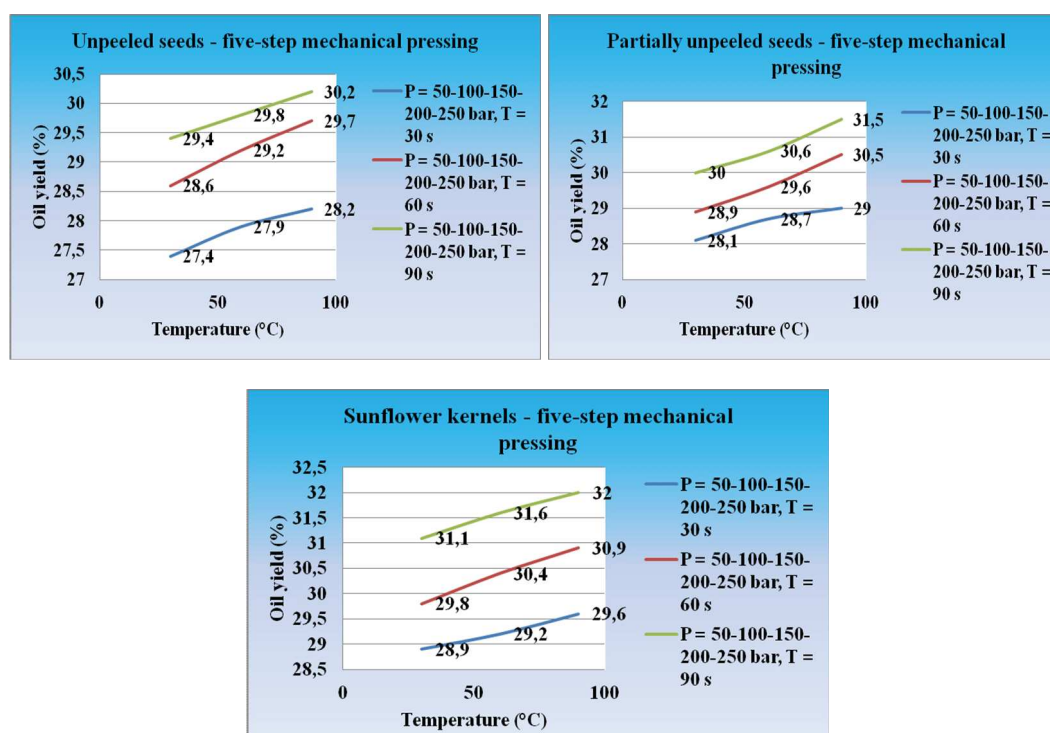 Unpeeled seeds - five-step mechanical pressing
30,5
30
29,5
29
28,5
28
27,5
27
Oil yield (%)
29,4
29,8
30,2
28,6
29,2
29,7
27,4
27,9
28,2
0
50
100
Temperature (°C)
P = 50-100-150-
200-250 bar, T =
30 s
P = 50-100-150-
200-250 bar, T =
60 s
P = 50-100-150-
200-250 bar, T =
90 s
Partially unpeeled seeds - five-step mechanical
pressing
32
31
30
29
28
27
Oil yield (%)
30
30,6
31,5
28,9
29,6
30,5
28,1
28,7
29
0
50
100
Temperature (°C)
P = 50-100-150-
200-250 bar, T =
30 s
P = 50-100-150-
200-250 bar, T =
60 s
P = 50-100-150-
200-250 bar, T =
90 s
Sunflower kernels - five-step mechanical
pressing
32,5
32
31,5
31
30,5
30
29,5
29
28,5
Oil yield (%)
31,1
31,6
32
29,8
30,4
30,9
28,9
29,2
29,6
0
50
100
Temperature (°C)
P = 50-100-150-
200-250 bar, T =
30 s
P = 50-100-150-
200-250 bar, T =
60 s
P = 50-100-150-
200-250 bar, T =
90 s